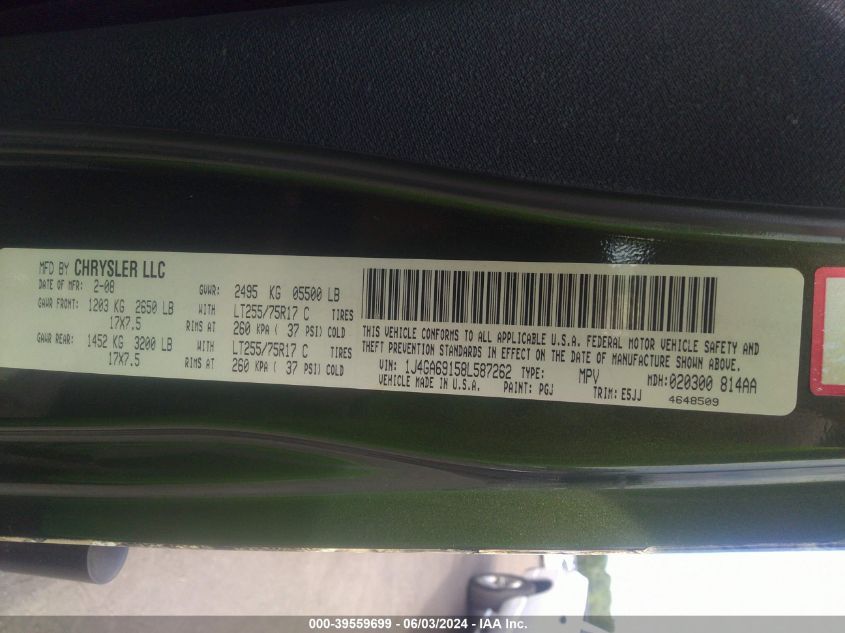 MFD BY CHRYSLER LLC
DATE OF MFR: 2-08 GVWR: 2495 KG 05500 LB
GAWR FRONT: 1203 KG 2650 LB WITH LT255/75R17 C TIRES
17X7.5 RIMS AT 260 KPA ( 37 PSI) COLD
GAWR REAR: 1452 KG 3200 LB WITH LT255/75R17 C TIRES
17X7.5 RIMS AT 260 KPA ( 37 PSI) COLD
THIS VEHICLE CONFORMS TO ALL APPLICABLE U.S.A. FEDERAL MOTOR VEHICLE SAFETY AND
THEFT PREVENTION STANDARDS IN EFFECT ON THE DATE OF MANUFACTURE SHOWN ABOVE.
VIN: 1J4GA69158L587262 TYPE: MPV MDH: 020300 814AA
VEHICLE MADE IN U.S.A. PAINT: PGJ TRIM: E5JJ 4648509
000-39559699 - 06/03/2024 - IAA Inc.